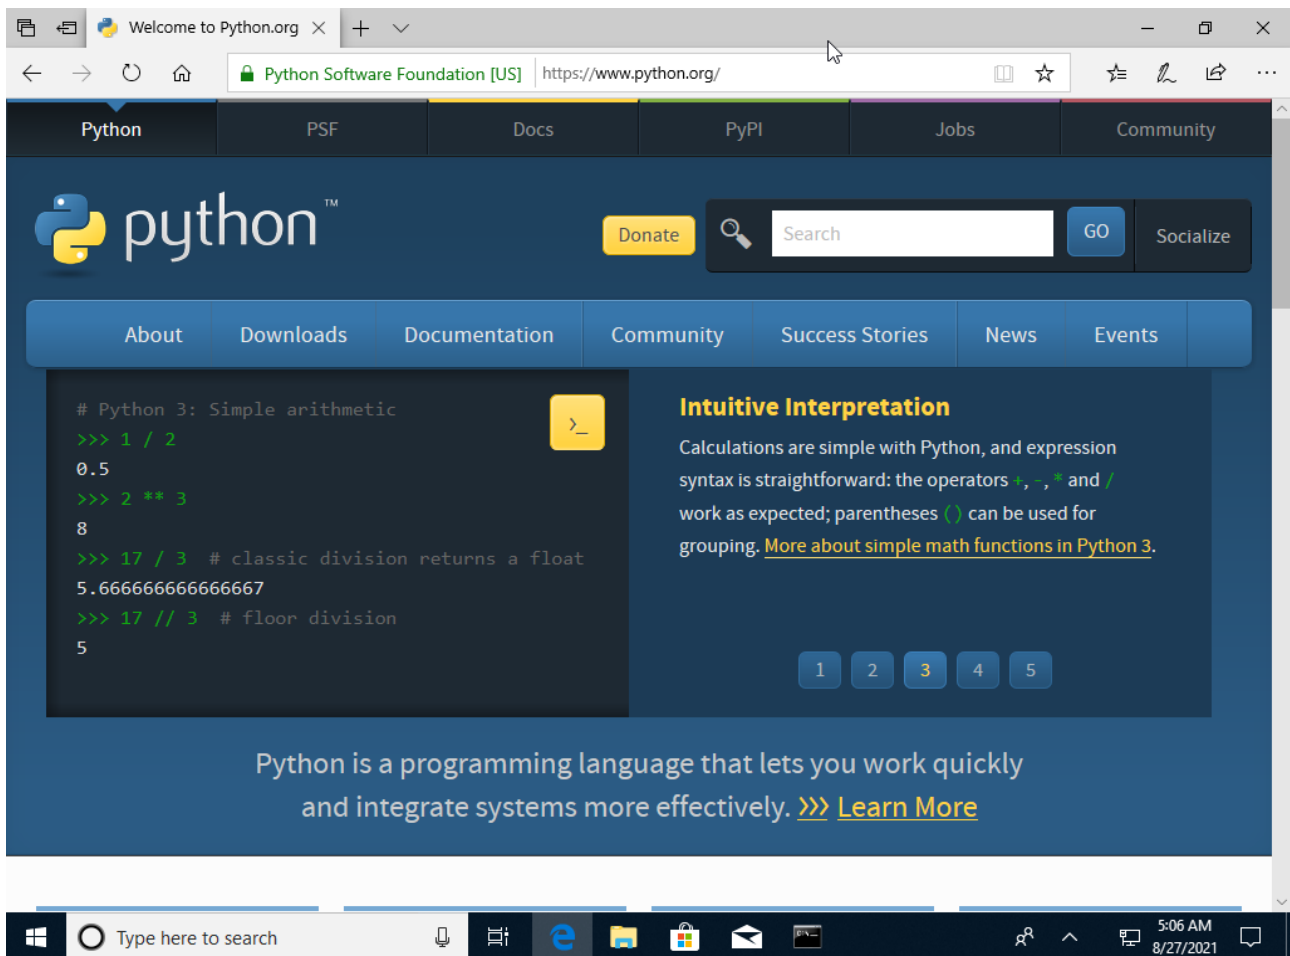 Welcome to Python.org
Python Software Foundation [US] https://www.python.org/
Python PSF Docs PyPI Jobs Community
python™
Donate Search GO Socialize
About Downloads Documentation Community Success Stories News Events
# Python 3: Simple arithmetic
>>> 1 / 2
0.5
>>> 2 ** 3
8
>>> 17 / 3  # classic division returns a float
5.666666666666667
>>> 17 // 3  # floor division
5
>_
Intuitive Interpretation
Calculations are simple with Python, and expression
syntax is straightforward: the operators +, -, * and /
work as expected; parentheses () can be used for
grouping. More about simple math functions in Python 3.
1 2 3 4 5
Python is a programming language that lets you work quickly
and integrate systems more effectively. >>> Learn More
Type here to search
5:06 AM
8/27/2021